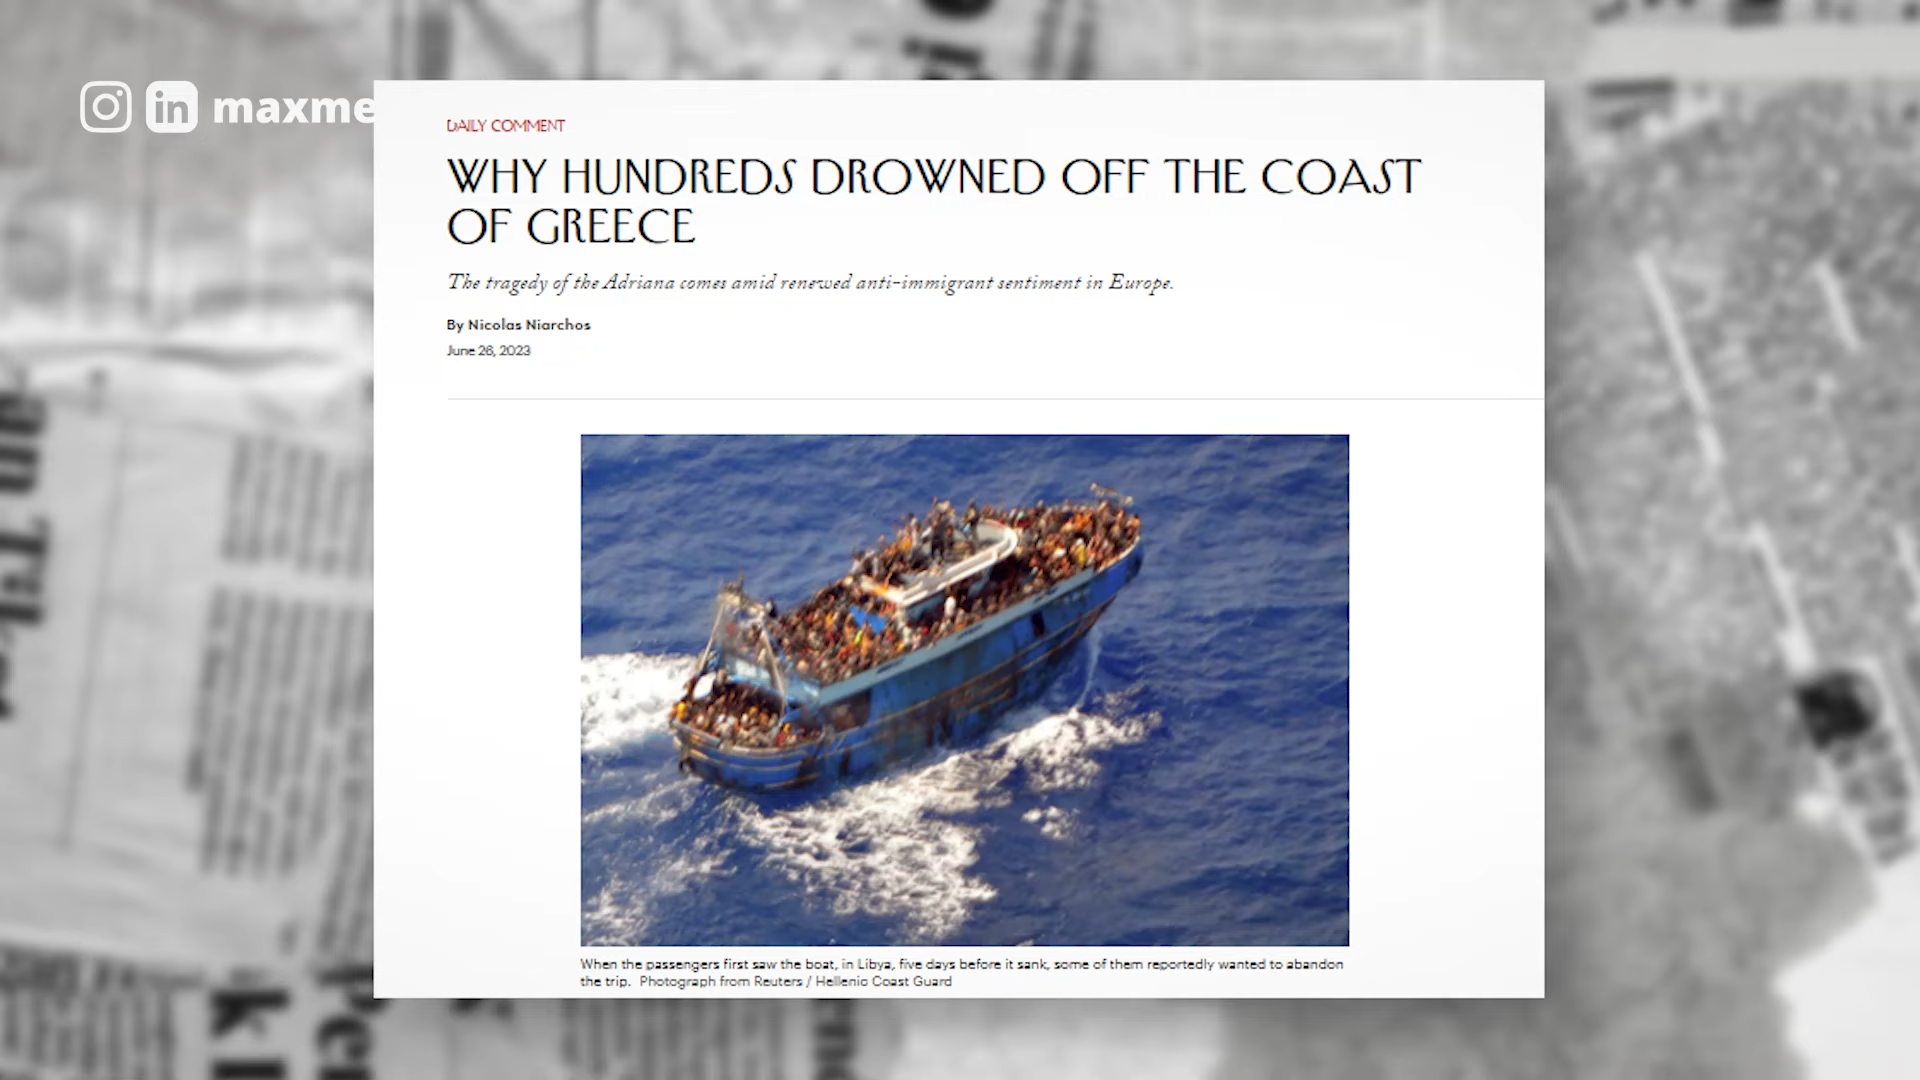 maxme
DAILY COMMENT
WHY HUNDREDS DROWNED OFF THE COAST
OF GREECE
The tragedy of the Adriana comes amid renewed anti-immigrant sentiment in Europe.
By Nicolas Niarchos
June 26, 2023
When the passengers first saw the boat, in Libya, five days before it sank, some of them reportedly wanted to abandon
the trip. Photograph from Reuters / Hellenic Coast Guard